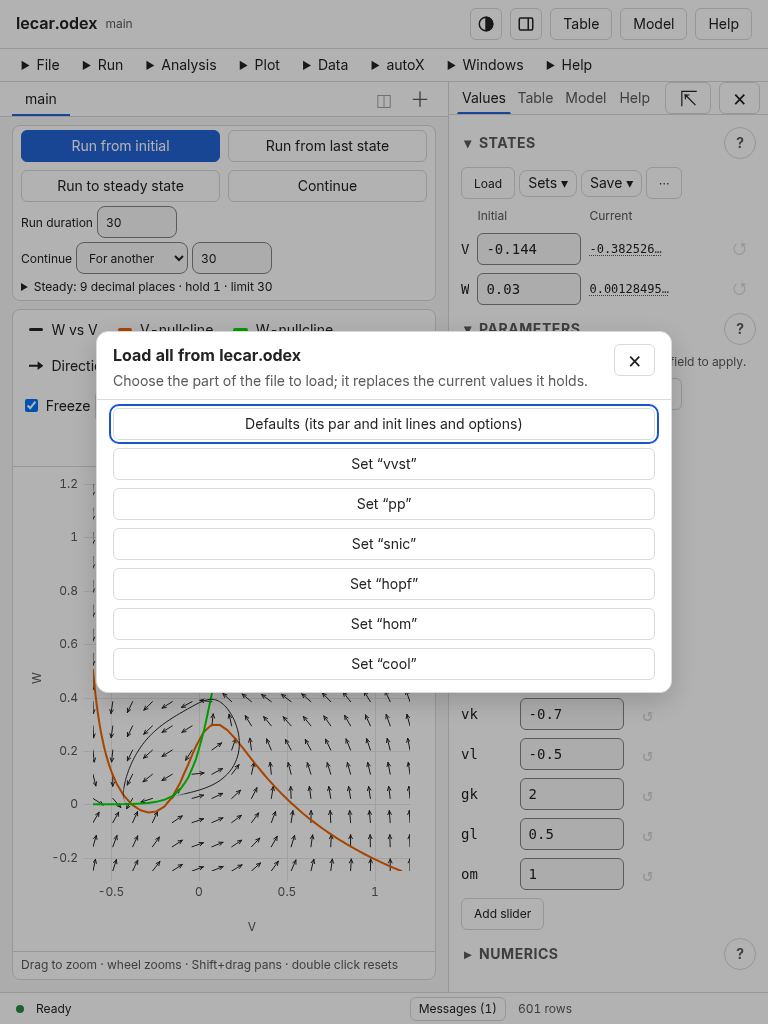 lecar.odex main
Table Model Help
File Run Analysis Plot Data autoX Windows Help
main
Run from initial Run from last state
Run to steady state Continue
Run duration 30
Continue For another 30
Steady: 9 decimal places · hold 1 · limit 30
W vs V V-nullcline W-nullcline
Freeze
1.2
1
0.8
0.6
0.4
0.2
0
-0.2
W
-0.5 0 0.5 1
V
Drag to zoom · wheel zooms · Shift+drag pans · double click resets
Values Table Model Help
STATES ?
Load Sets ▾ Save ▾ ...
Initial Current
V -0.144 -0.382526…
W 0.03 0.00128495…
PARAMETERS ?
field to apply.
Load all from lecar.odex
Choose the part of the file to load; it replaces the current values it holds.
Defaults (its par and init lines and options)
Set “vvst”
Set “pp”
Set “snic”
Set “hopf”
Set “hom”
Set “cool”
vk -0.7
vl -0.5
gk 2
gl 0.5
om 1
Add slider
NUMERICS ?
Ready Messages (1) 601 rows